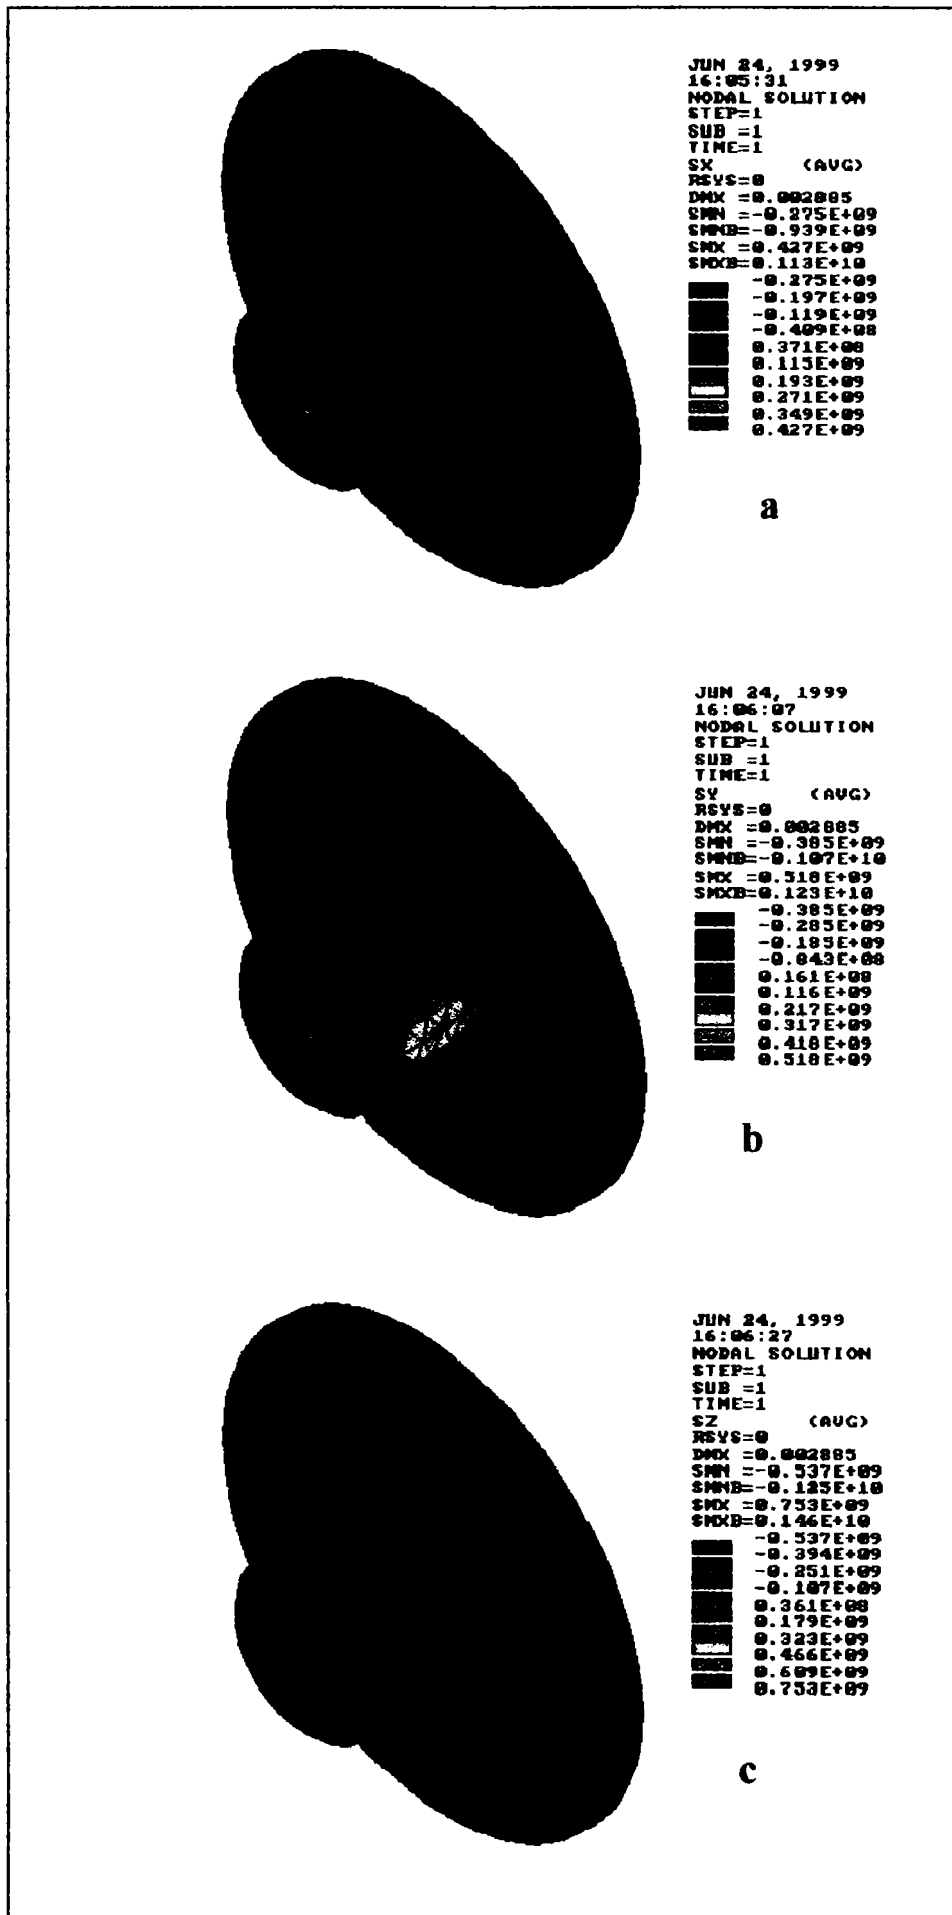 JUN 24, 1999
16:05:31
NODAL SOLUTION
STEP=1
SUB =1
TIME=1
SX (AVG)
RSYS=0
DMX =0.002885
SMN =-0.275E+09
SMNB=-0.939E+09
SMX =0.427E+09
SMXB=0.113E+10
-0.275E+09
-0.197E+09
-0.119E+09
-0.409E+08
0.371E+08
0.115E+09
0.193E+09
0.271E+09
0.349E+09
0.427E+09
a
JUN 24, 1999
16:06:07
NODAL SOLUTION
STEP=1
SUB =1
TIME=1
SY (AVG)
RSYS=0
DMX =0.002885
SMN =-0.385E+09
SMNB=-0.107E+10
SMX =0.518E+09
SMXB=0.123E+10
-0.385E+09
-0.285E+09
-0.185E+09
-0.843E+08
0.161E+08
0.116E+09
0.217E+09
0.317E+09
0.418E+09
0.518E+09
b
JUN 24, 1999
16:06:27
NODAL SOLUTION
STEP=1
SUB =1
TIME=1
SZ (AVG)
RSYS=0
DMX =0.002885
SMN =-0.537E+09
SMNB=-0.125E+10
SMX =0.753E+09
SMXB=0.146E+10
-0.537E+09
-0.394E+09
-0.251E+09
-0.107E+09
0.361E+08
0.179E+09
0.323E+09
0.466E+09
0.609E+09
0.753E+09
c